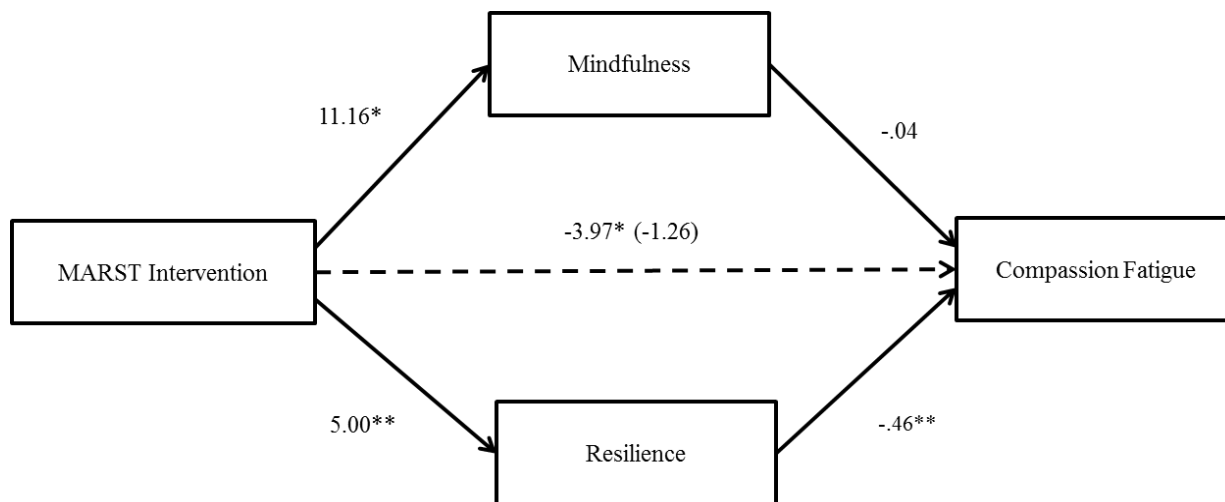 Mindfulness
11.16*
-.04
-3.97* (-1.26)
MARST Intervention
Compassion Fatigue
5.00**
-.46**
Resilience